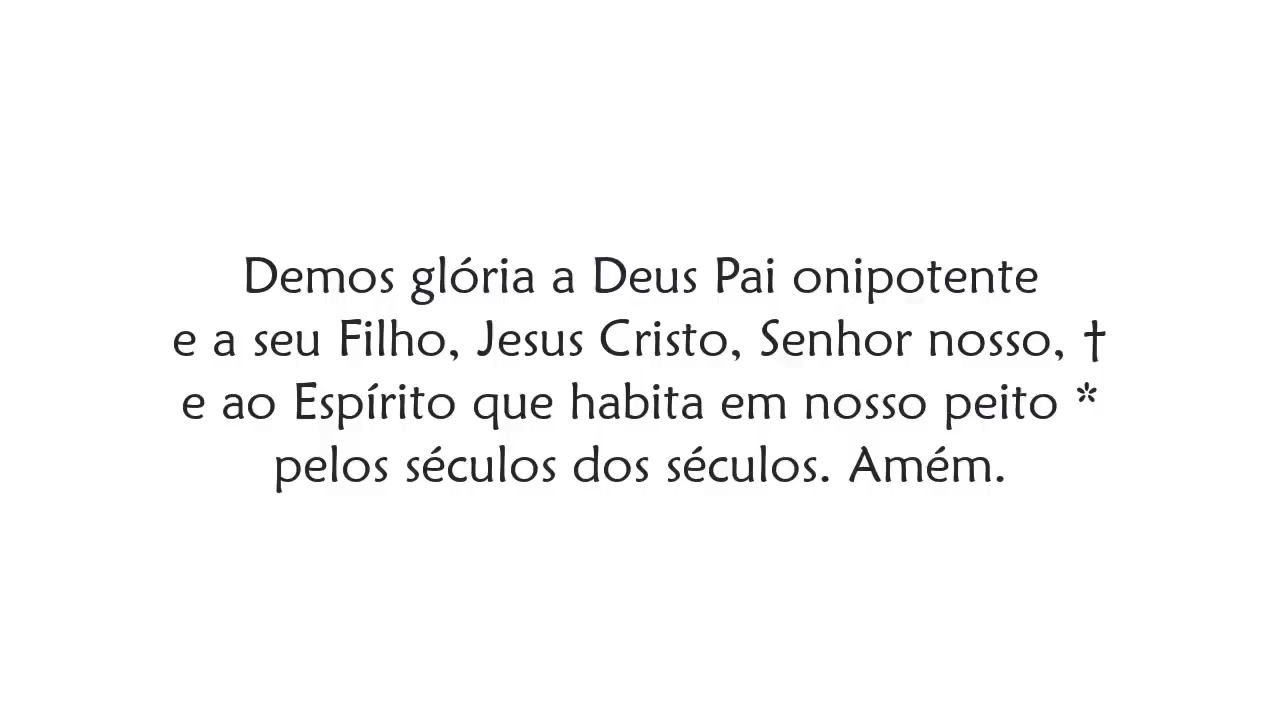 Demos glória a Deus Pai onipotente
e a seu Filho, Jesus Cristo, Senhor nosso, †
e ao Espírito que habita em nosso peito *
pelos séculos dos séculos. Amém.